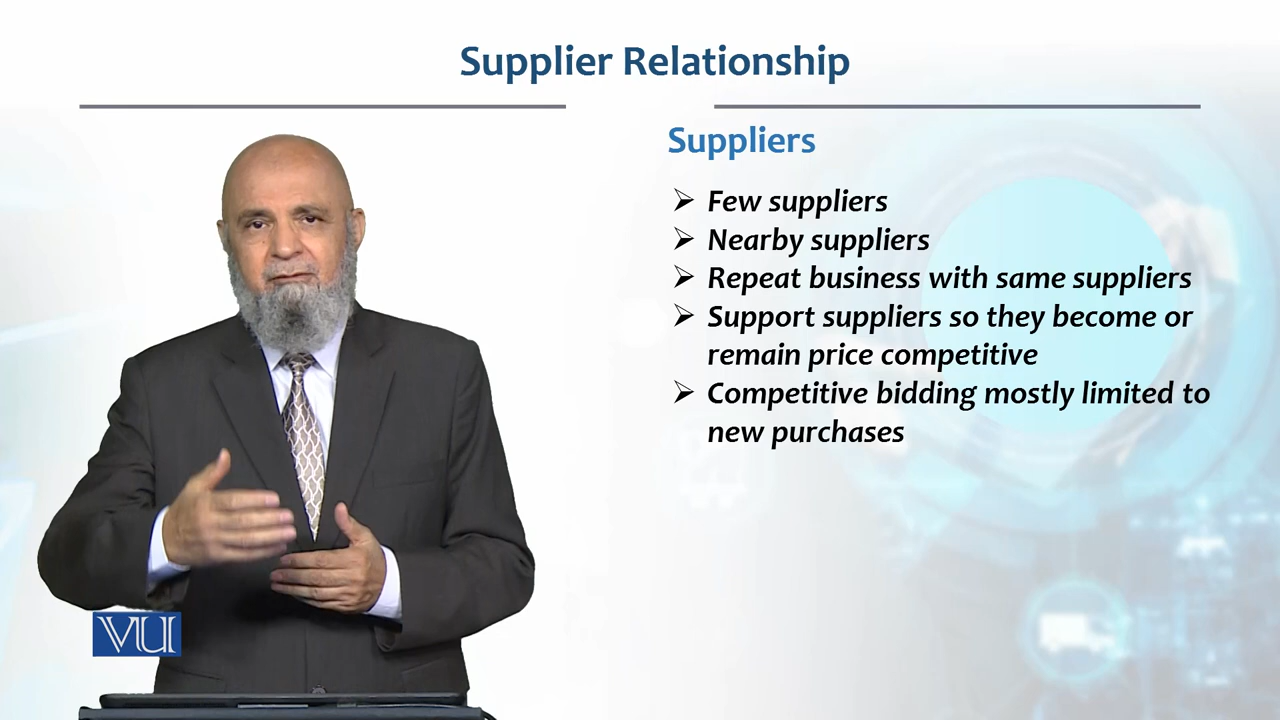 Supplier Relationship
Suppliers
➢ Few suppliers
➢ Nearby suppliers
➢ Repeat business with same suppliers
➢ Support suppliers so they become or
remain price competitive
➢ Competitive bidding mostly limited to
new purchases
VU